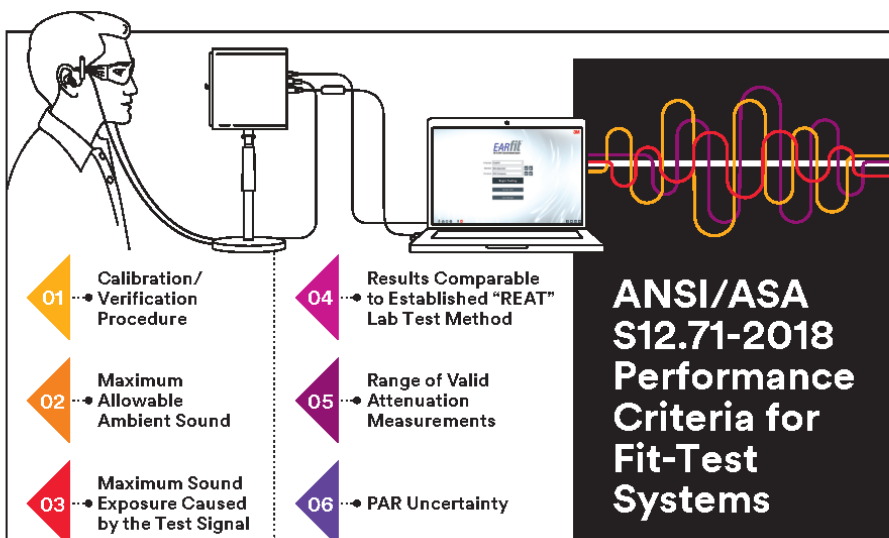 EARfit
3M
01
Calibration/
Verification
Procedure
02
Maximum
Allowable
Ambient Sound
03
Maximum Sound
Exposure Caused
by the Test Signal
04
Results Comparable
to Established “REAT”
Lab Test Method
05
Range of Valid
Attenuation
Measurements
06
PAR Uncertainty
ANSI/ASA
S12.71-2018
Performance
Criteria for
Fit-Test
Systems